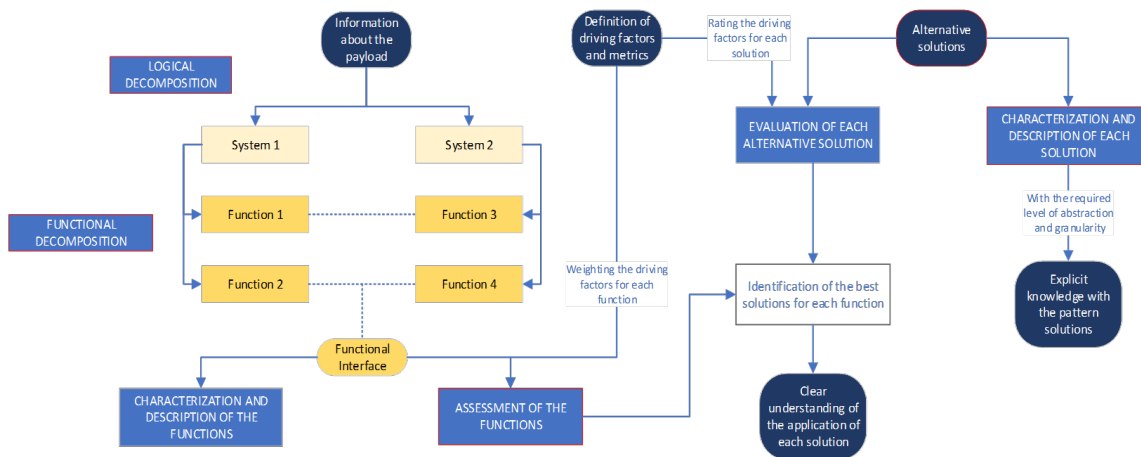 Information
about the
payload
Definition of
driving factors
and metrics
Rating the
driving factors
for each
solution
Alternative
solutions
LOGICAL
DECOMPOSITION
System 1
System 2
EVALUATION OF EACH
ALTERNATIVE SOLUTION
CHARACTERIZATION AND
DESCRIPTION OF EACH
SOLUTION
Function 1
Function 3
With the required
level of abstraction
and granularity
FUNCTIONAL
DECOMPOSITION
Function 2
Function 4
Weighting the driving
factors for each
function
Identification of the best
solutions for each function
Explicit
knowledge with
the pattern
solutions
Functional
Interface
CHARACTERIZATION AND
DESCRIPTION OF THE
FUNCTIONS
ASSESSMENT OF THE
FUNCTIONS
Clear
understanding of
the application of
each solution